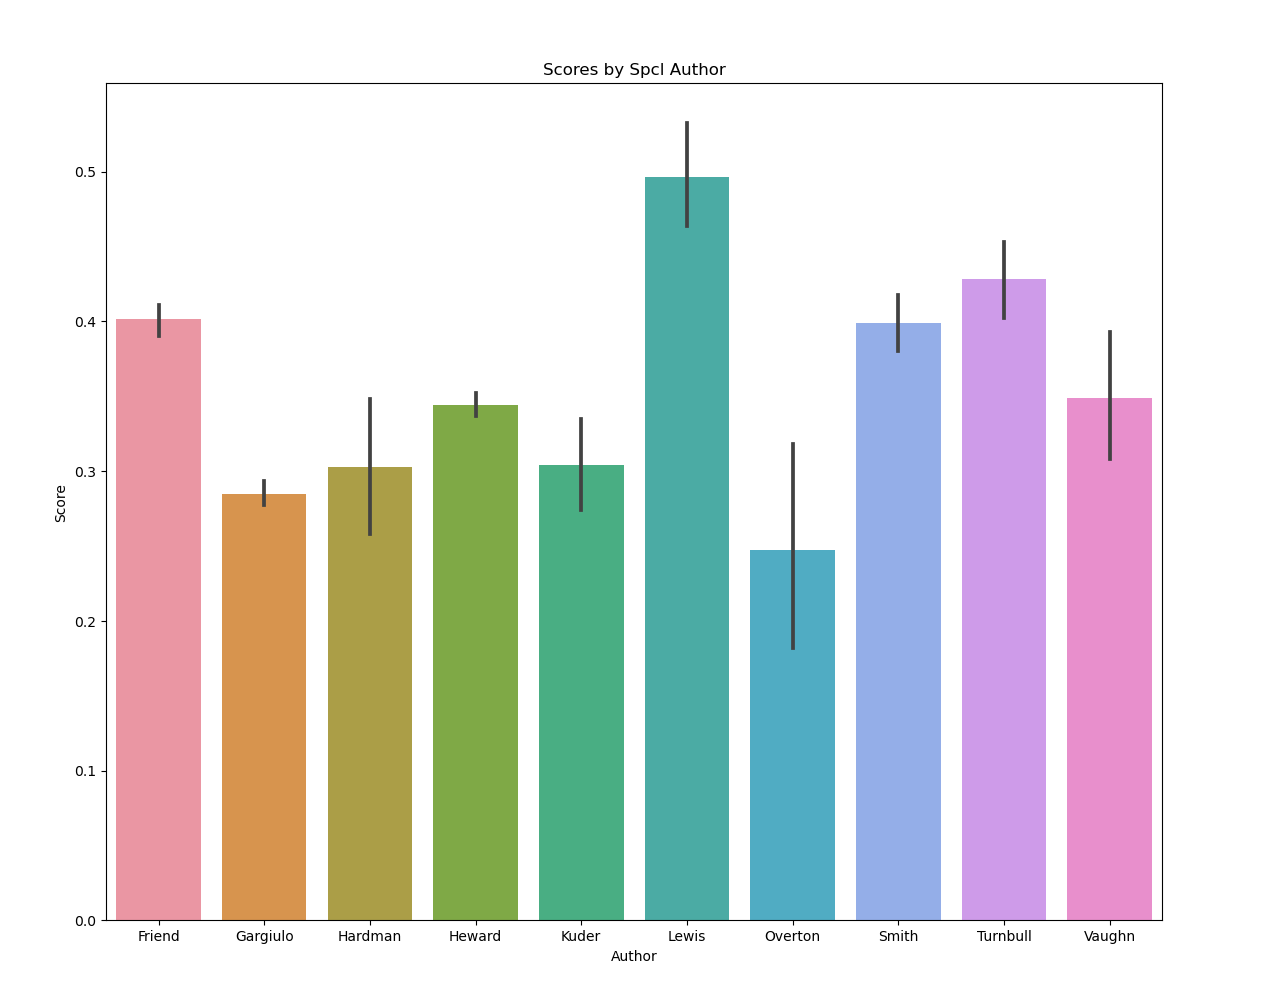 Scores by Spcl Author
0.5
0.4
0.3
0.2
0.1
0.0
Score
Friend Gargiulo Hardman Heward Kuder Lewis Overton Smith Turnbull Vaughn
Author